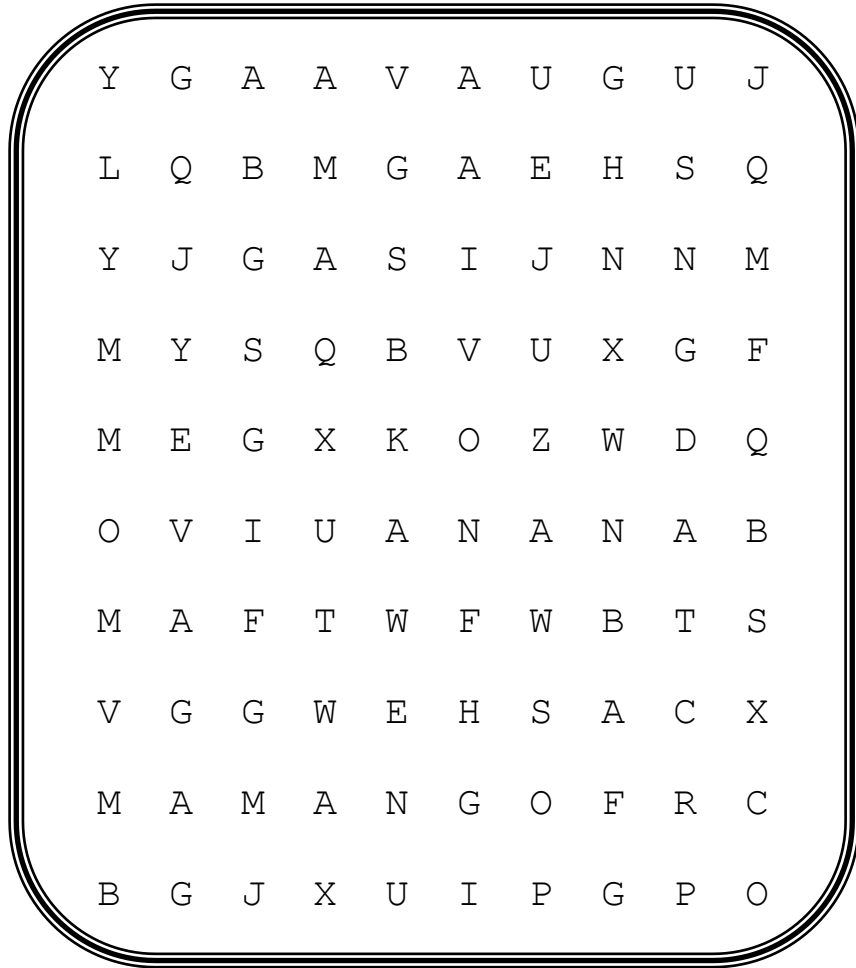 Y G A A V A U G U J
L Q B M G A E H S Q
Y J G A S I J N N M
M Y S Q B V U X G F
M E G X K O Z W D Q
O V I U A N A N A B
M A F T W F W B T S
V G G W E H S A C X
M A M A N G O F R C
B G J X U I P G P O